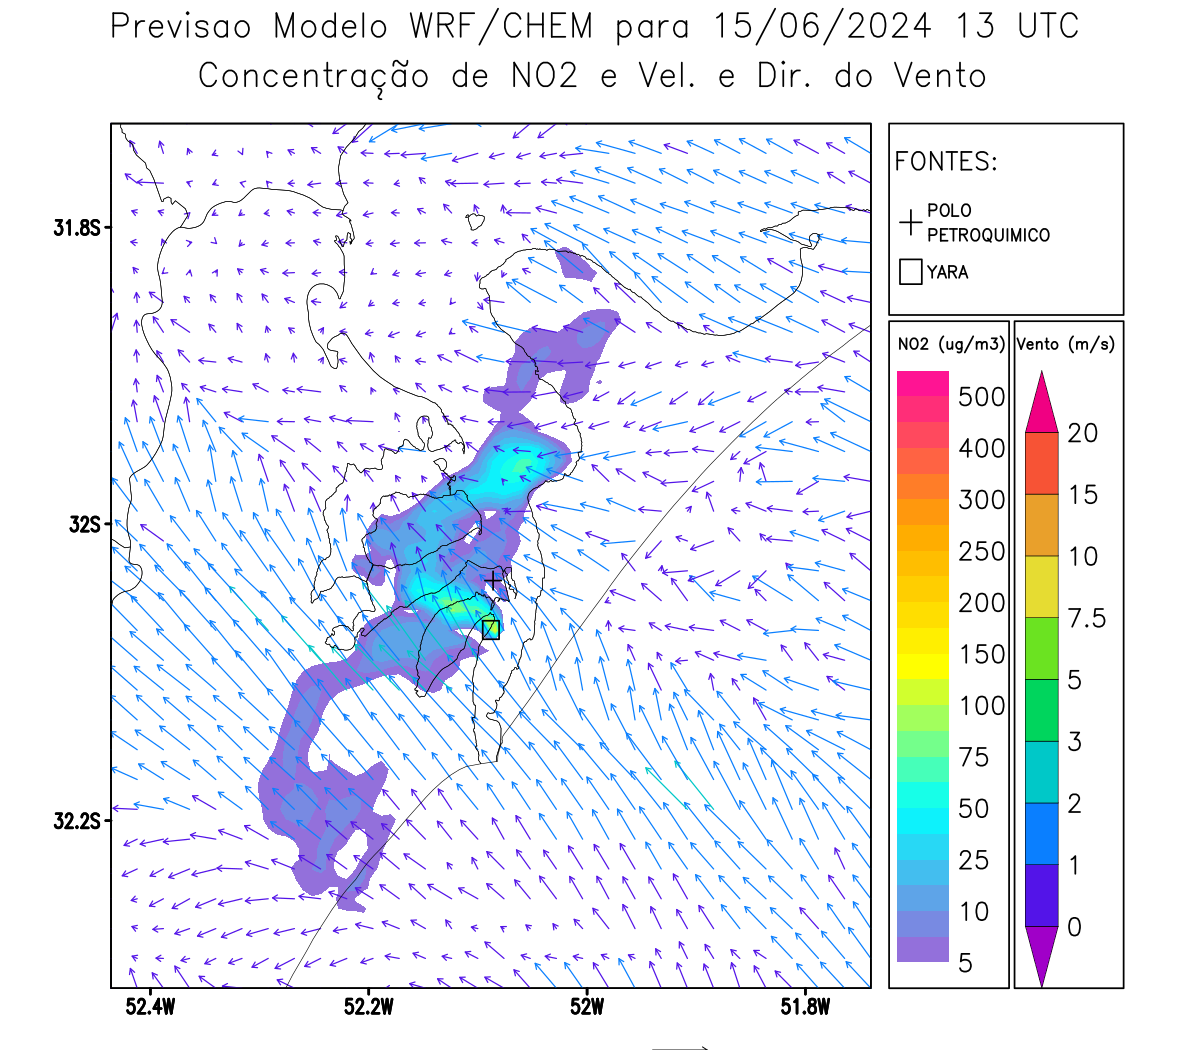 Previsao Modelo WRF/CHEM para 15/06/2024 13 UTC
Concentração de NO2 e Vel. e Dir. do Vento
FONTES:
POLO
PETROQUIMICO
YARA
NO2 (ug/m3)
500
400
300
250
200
150
100
75
50
25
10
5
Vento (m/s)
20
15
10
7.5
5
3
2
1
0
31.8S
32S
32.2S
52.4W
52.2W
52W
51.8W